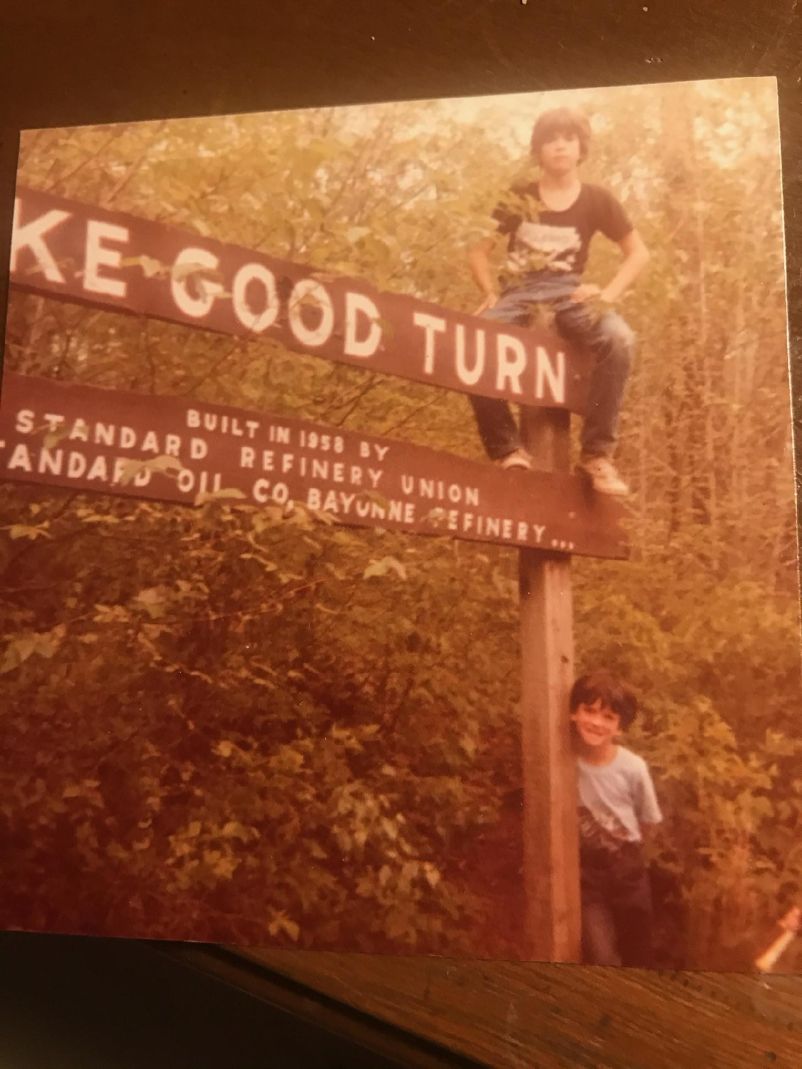 KE GOOD TURN
BUILT IN 1958 BY
STANDARD REFINERY UNION
TANDARD OIL CO, BAYONNE REFINERY...